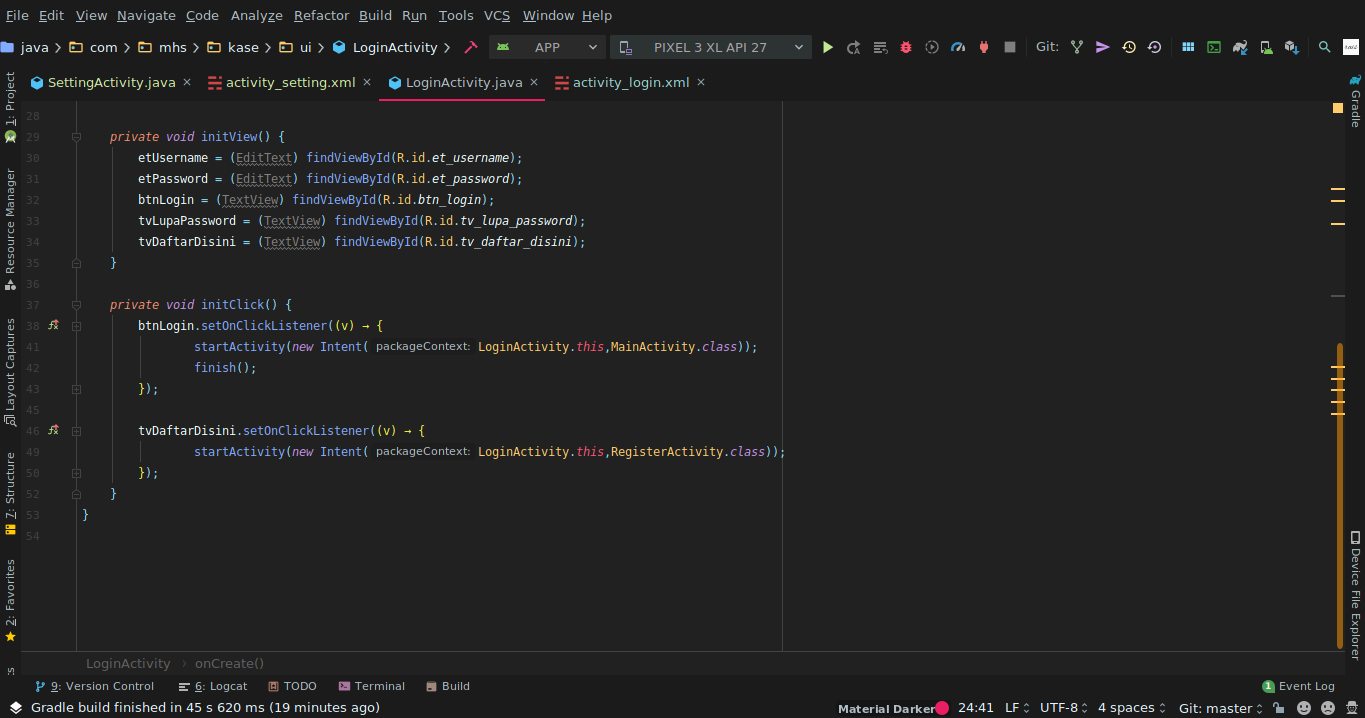 File Edit View Navigate Code Analyze Refactor Build Run Tools VCS Window Help
java com mhs kase ui LoginActivity APP PIXEL 3 XL API 27 Git:
SettingActivity.java × activity_setting.xml × LoginActivity.java × activity_login.xml ×
1: Project
Resource Manager
Layout Captures
7: Structure
2: Favorites
28
29 private void initView() {
30 etUsername = (EditText) findViewById(R.id.et_username);
31 etPassword = (EditText) findViewById(R.id.et_password);
32 btnLogin = (TextView) findViewById(R.id.btn_login);
33 tvLupaPassword = (TextView) findViewById(R.id.tv_lupa_password);
34 tvDaftarDisini = (TextView) findViewById(R.id.tv_daftar_disini);
35 }
36
37 private void initClick() {
38 btnLogin.setOnClickListener((v) → {
41 startActivity(new Intent( packageContext: LoginActivity.this,MainActivity.class));
42 finish();
43 });
45
46 tvDaftarDisini.setOnClickListener((v) → {
49 startActivity(new Intent( packageContext: LoginActivity.this,RegisterActivity.class));
50 });
52 }
53 }
54
Gradle
Device File Explorer
LoginActivity › onCreate()
9: Version Control 6: Logcat TODO Terminal Build 1 Event Log
Gradle build finished in 45 s 620 ms (19 minutes ago) Material Darker 24:41 LF UTF-8 4 spaces Git: master